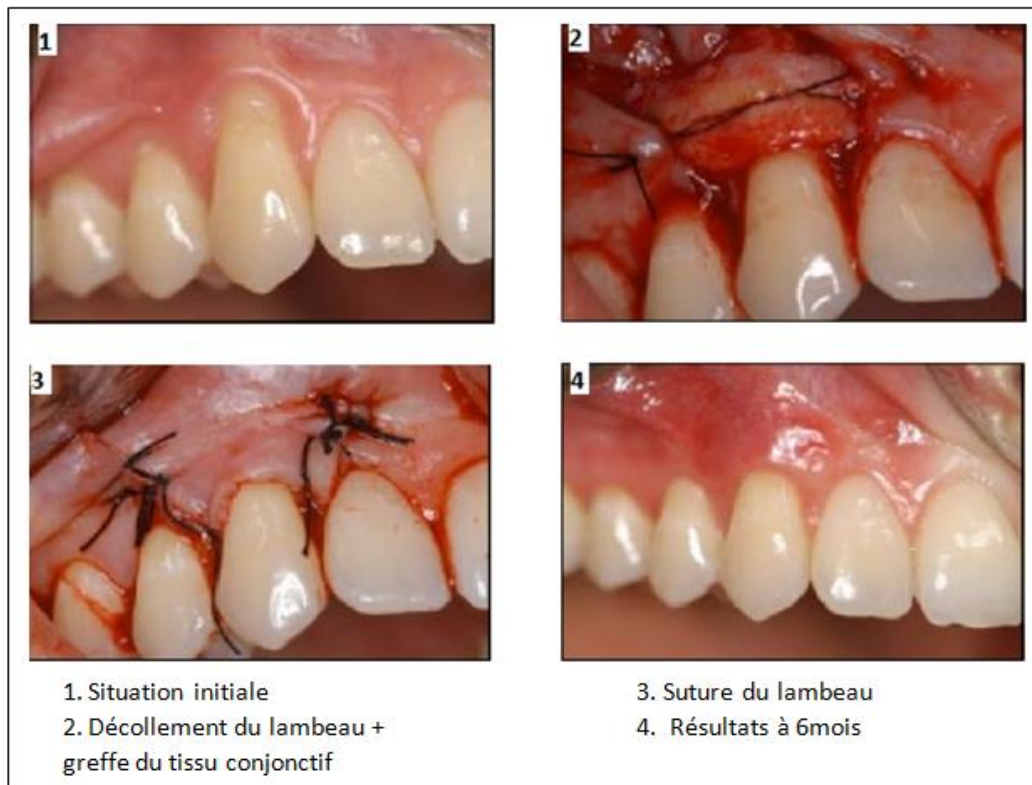 1
2
3
4
1. Situation initiale
2. Décollement du lambeau +
greffe du tissu conjonctif
3. Suture du lambeau
4. Résultats à 6mois